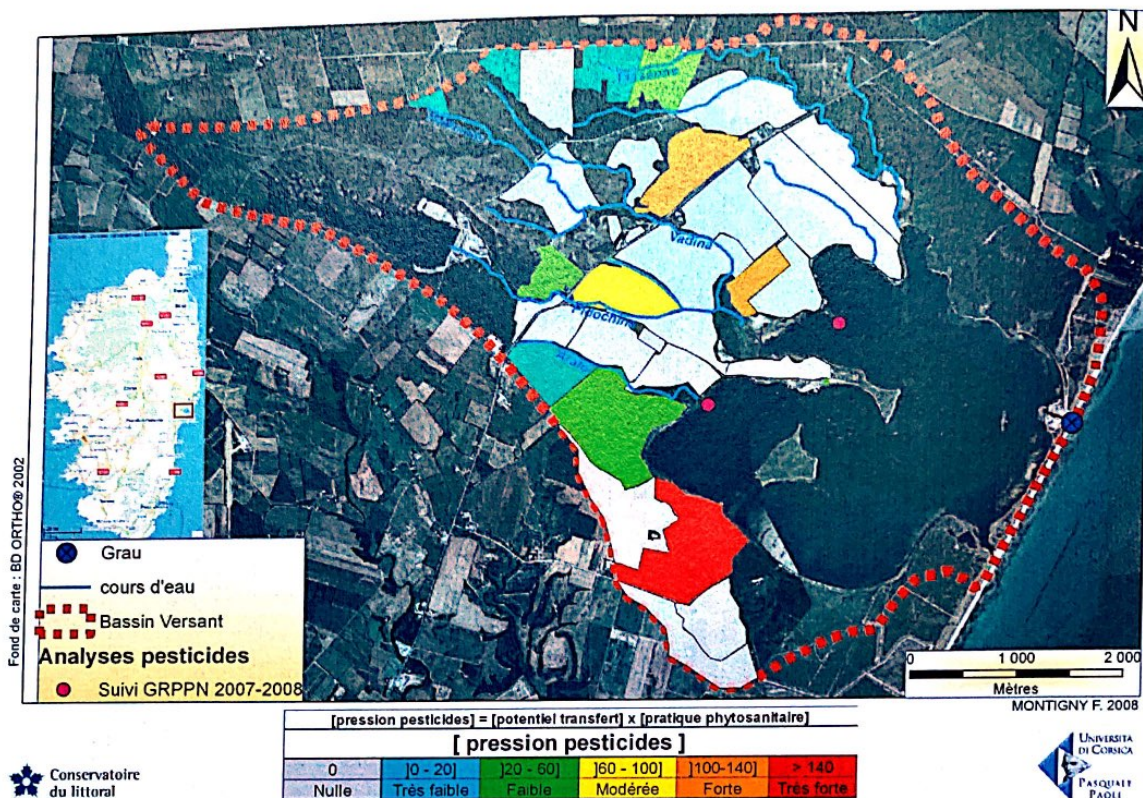 N
Vadina
Pidochina
Fond de carte : BD ORTHO® 2002
Grau
cours d'eau
Bassin Versant
Analyses pesticides
Suivi GRPPN 2007-2008
0 1 000 2 000
Mètres
MONTIGNY F. 2008
[pression pesticides] = [potentiel transfert] x [pratique phytosanitaire]
[ pression pesticides ]
0 ]0 - 20] ]20 - 60] ]60 - 100] ]100-140] > 140
Nulle Très faible Faible Modérée Forte Très forte
Conservatoire
du littoral
UNIVERSITA
DI CORSICA
PASQUALE
PAOLI